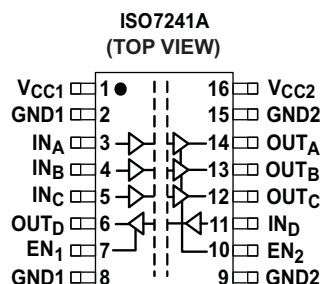 ISO7241A
(TOP VIEW)
VCC1 1 16 VCC2
GND1 2 15 GND2
INA 3 14 OUTA
INB 4 13 OUTB
INC 5 12 OUTC
OUTD 6 11 IND
EN1 7 10 EN2
GND1 8 9 GND2